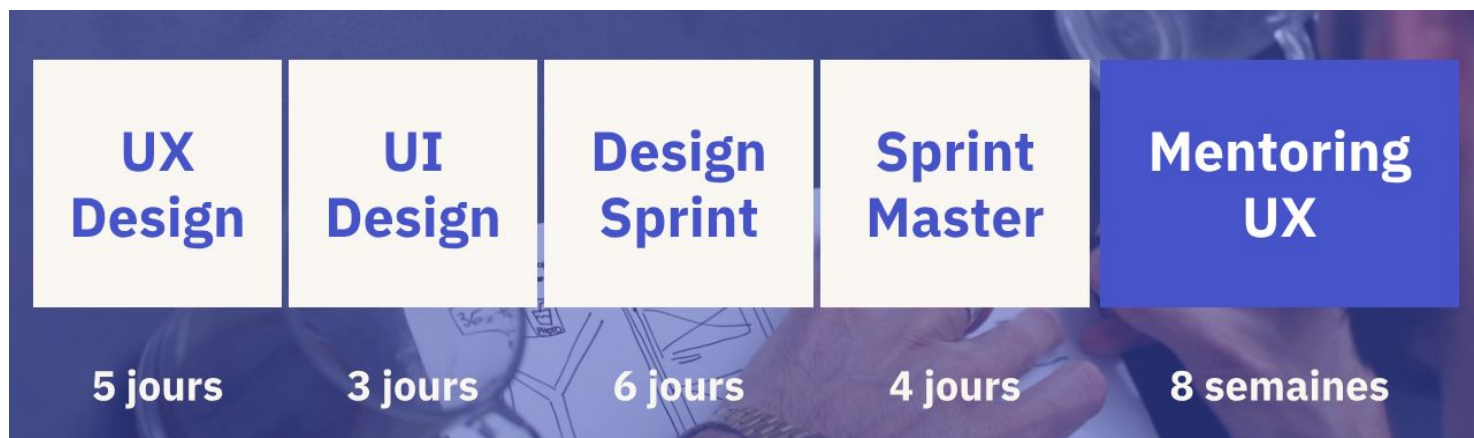 UX
Design
UI
Design
Design
Sprint
Sprint
Master
Mentoring
UX
5 jours
3 jours
6 jours
4 jours
8 semaines